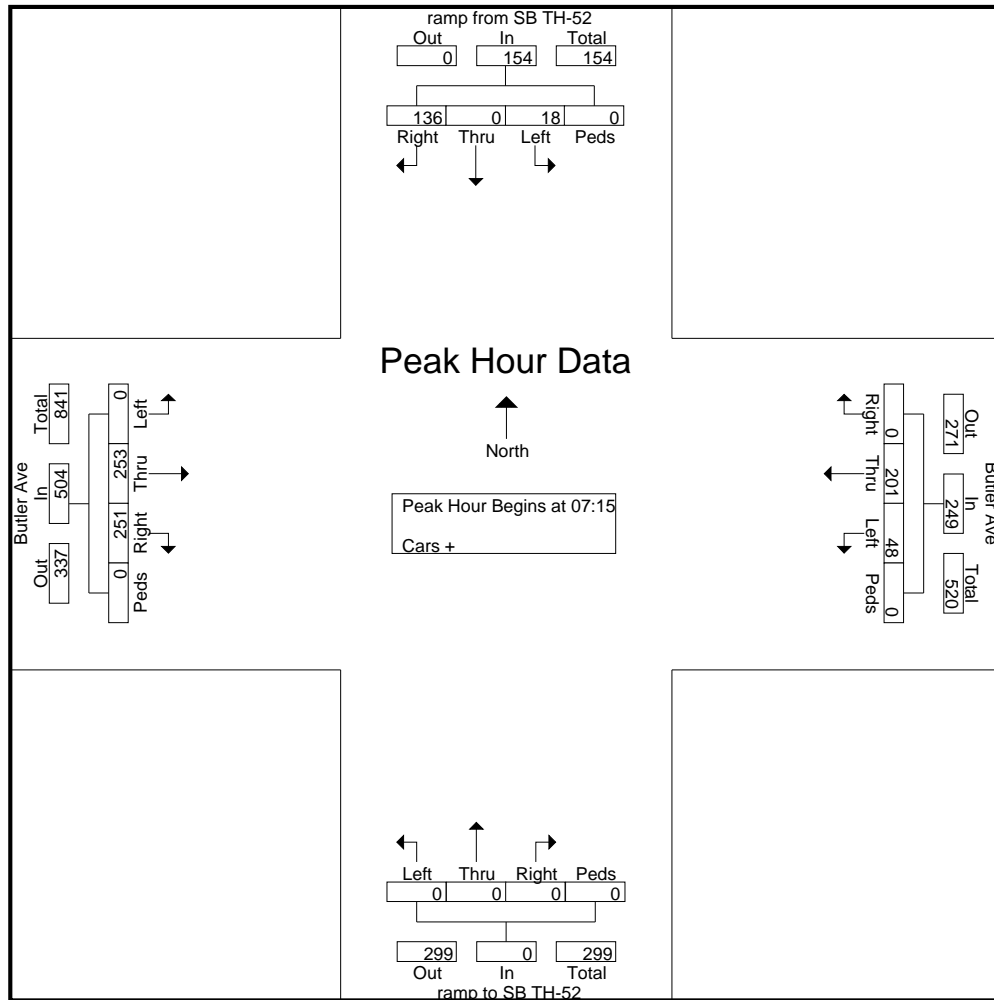 ramp from SB TH-52
Out In Total
0 154 154
136 0 18 0
Right Thru Left Peds
Peak Hour Data
North
Peak Hour Begins at 07:15
Cars +
Butler Ave
Total In Out
841 504 337
0 253 251 0
Left Thru Right Peds
Butler Ave
Out In Total
271 249 520
0 201 48 0
Right Thru Left Peds
Left Thru Right Peds
0 0 0 0
299 0 299
Out In Total
ramp to SB TH-52